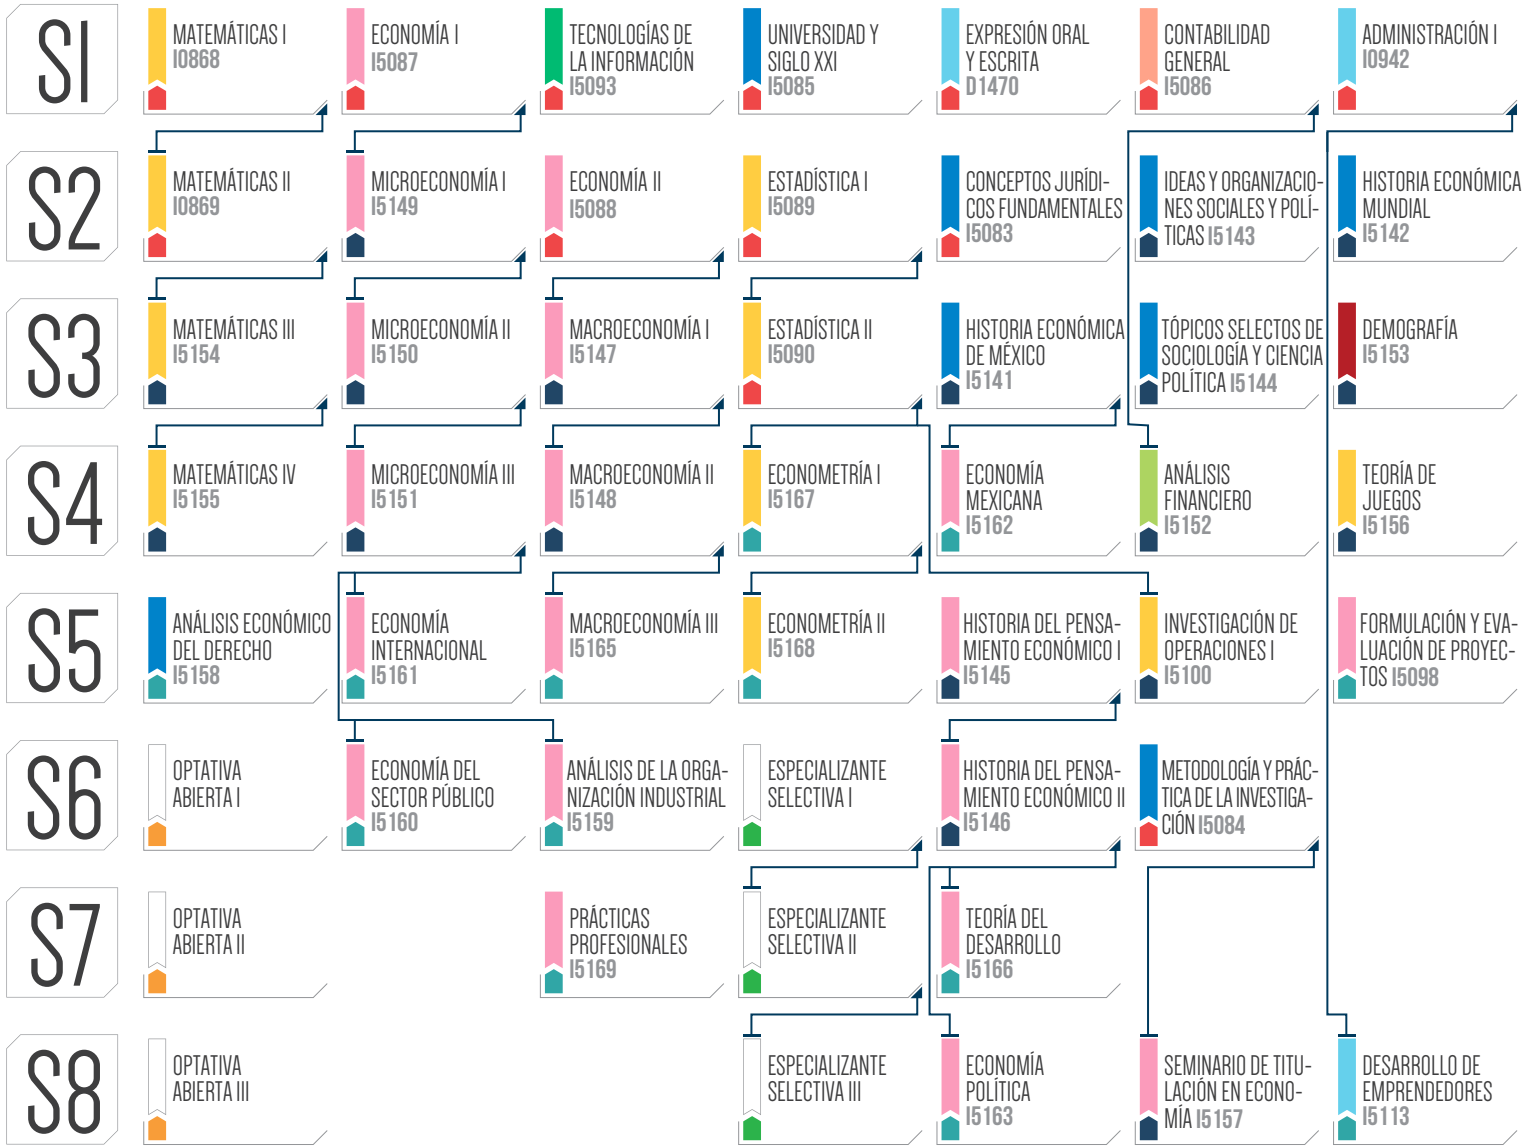 S1
MATEMÁTICAS I
I0868
ECONOMÍA I
I5087
TECNOLOGÍAS DE
LA INFORMACIÓN
I5093
UNIVERSIDAD Y
SIGLO XXI
I5085
EXPRESIÓN ORAL
Y ESCRITA
D1470
CONTABILIDAD
GENERAL
I5086
ADMINISTRACIÓN I
I0942
S2
MATEMÁTICAS II
I0869
MICROECONOMÍA I
I5149
ECONOMÍA II
I5088
ESTADÍSTICA I
I5089
CONCEPTOS JURÍDI-
COS FUNDAMENTALES
I5083
IDEAS Y ORGANIZACIO-
NES SOCIALES Y POLÍ-
TICAS I5143
HISTORIA ECONÓMICA
MUNDIAL
I5142
S3
MATEMÁTICAS III
I5154
MICROECONOMÍA II
I5150
MACROECONOMÍA I
I5147
ESTADÍSTICA II
I5090
HISTORIA ECONÓMICA
DE MÉXICO
I5141
TÓPICOS SELECTOS DE
SOCIOLOGÍA Y CIENCIA
POLÍTICA I5144
DEMOGRAFÍA
I5153
S4
MATEMÁTICAS IV
I5155
MICROECONOMÍA III
I5151
MACROECONOMÍA II
I5148
ECONOMETRÍA I
I5167
ECONOMÍA
MEXICANA
I5162
ANÁLISIS
FINANCIERO
I5152
TEORÍA DE
JUEGOS
I5156
S5
ANÁLISIS ECONÓMICO
DEL DERECHO
I5158
ECONOMÍA
INTERNACIONAL
I5161
MACROECONOMÍA III
I5165
ECONOMETRÍA II
I5168
HISTORIA DEL PENSA-
MIENTO ECONÓMICO I
I5145
INVESTIGACIÓN DE
OPERACIONES I
I5100
FORMULACIÓN Y EVA-
LUACIÓN DE PROYEC-
TOS I5098
S6
OPTATIVA
ABIERTA I
ECONOMÍA DEL
SECTOR PÚBLICO
I5160
ANÁLISIS DE LA ORGA-
NIZACIÓN INDUSTRIAL
I5159
ESPECIALIZANTE
SELECTIVA I
HISTORIA DEL PENSA-
MIENTO ECONÓMICO II
I5146
METODOLOGÍA Y PRÁC-
TICA DE LA INVESTIGA-
CIÓN I5084
S7
OPTATIVA
ABIERTA II
PRÁCTICAS
PROFESIONALES
I5169
ESPECIALIZANTE
SELECTIVA II
TEORÍA DEL
DESARROLLO
I5166
S8
OPTATIVA
ABIERTA III
ESPECIALIZANTE
SELECTIVA III
ECONOMÍA
POLÍTICA
I5163
SEMINARIO DE TITU-
LACIÓN EN ECONO-
MÍA I5157
DESARROLLO DE
EMPRENDEDORES
I5113